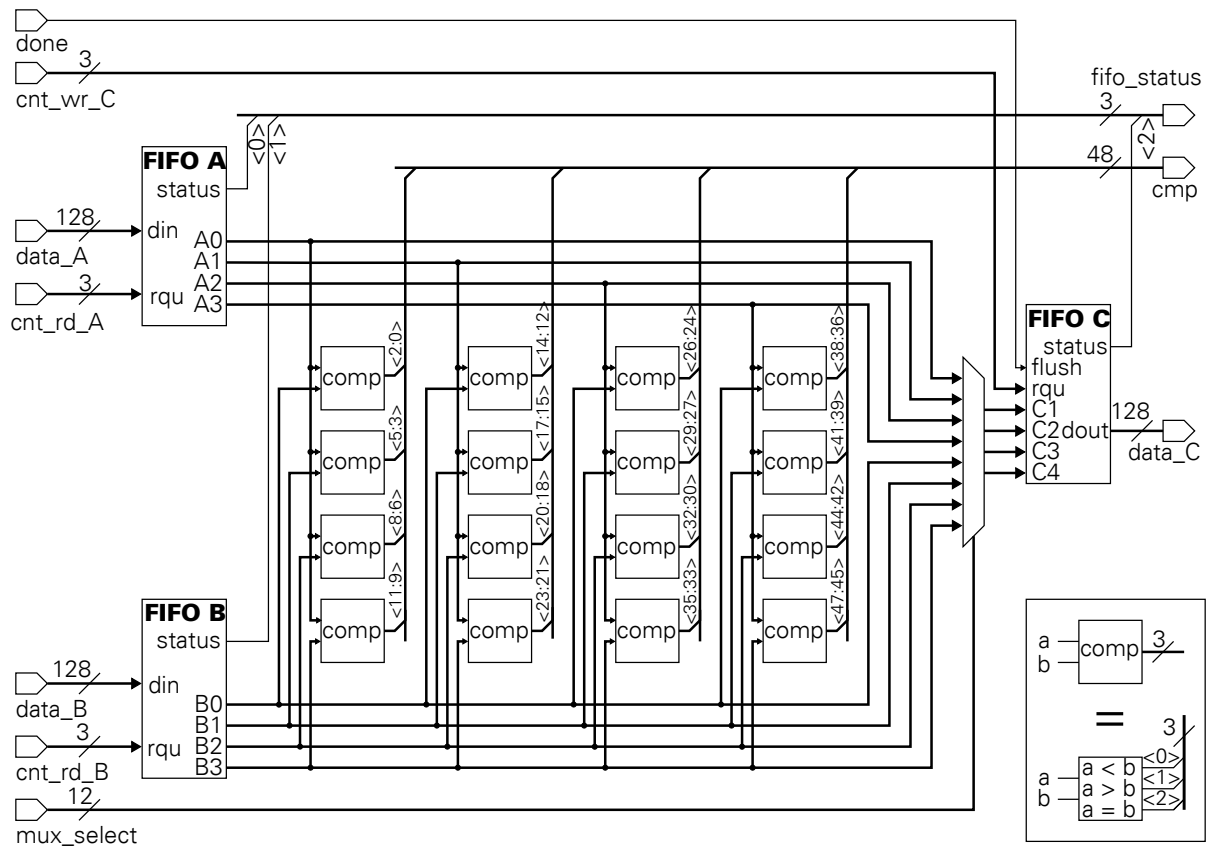 done
3
cnt_wr_C
fifo_status
3
<0>
<1>
<2>
48
cmp
FIFO A
status
128
din
data_A
A0
A1
A2
A3
3
rqu
cnt_rd_A
<2:0>
<14:12>
<26:24>
<38:36>
comp
comp
comp
comp
<5:3>
<17:15>
<29:27>
<41:39>
comp
comp
comp
comp
<8:6>
<20:18>
<32:30>
<44:42>
comp
comp
comp
comp
<11:9>
<23:21>
<35:33>
<47:45>
comp
comp
comp
comp
FIFO C
status
flush
rqu
C1
C2
C3
C4
dout
128
data_C
FIFO B
status
128
din
data_B
B0
B1
B2
B3
3
rqu
cnt_rd_B
12
mux_select
a
b
comp
3
=
3
a
b
a < b
a > b
a = b
<0>
<1>
<2>